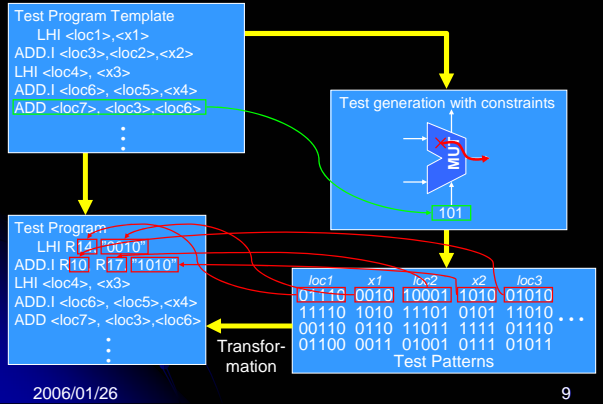 Test Program Template
LHI <loc1>,<x1>
ADD.I <loc3>,<loc2>,<x2>
LHI <loc4>, <x3>
ADD.I <loc6>, <loc5>,<x4>
ADD <loc7>, <loc3>,<loc6>
Test generation with constraints
MUT
101
Test Program
LHI R14, "0010"
ADD.I R10, R17, "1010"
LHI <loc4>, <x3>
ADD.I <loc6>, <loc5>,<x4>
ADD <loc7>, <loc3>,<loc6>
Transfor-
mation
loc1 x1 loc2 x2 loc3
01110 0010 10001 1010 01010
11110 1010 11101 0101 11010
00110 0110 11011 1111 01110
01100 0011 01001 0111 01011
Test Patterns
2006/01/26
9